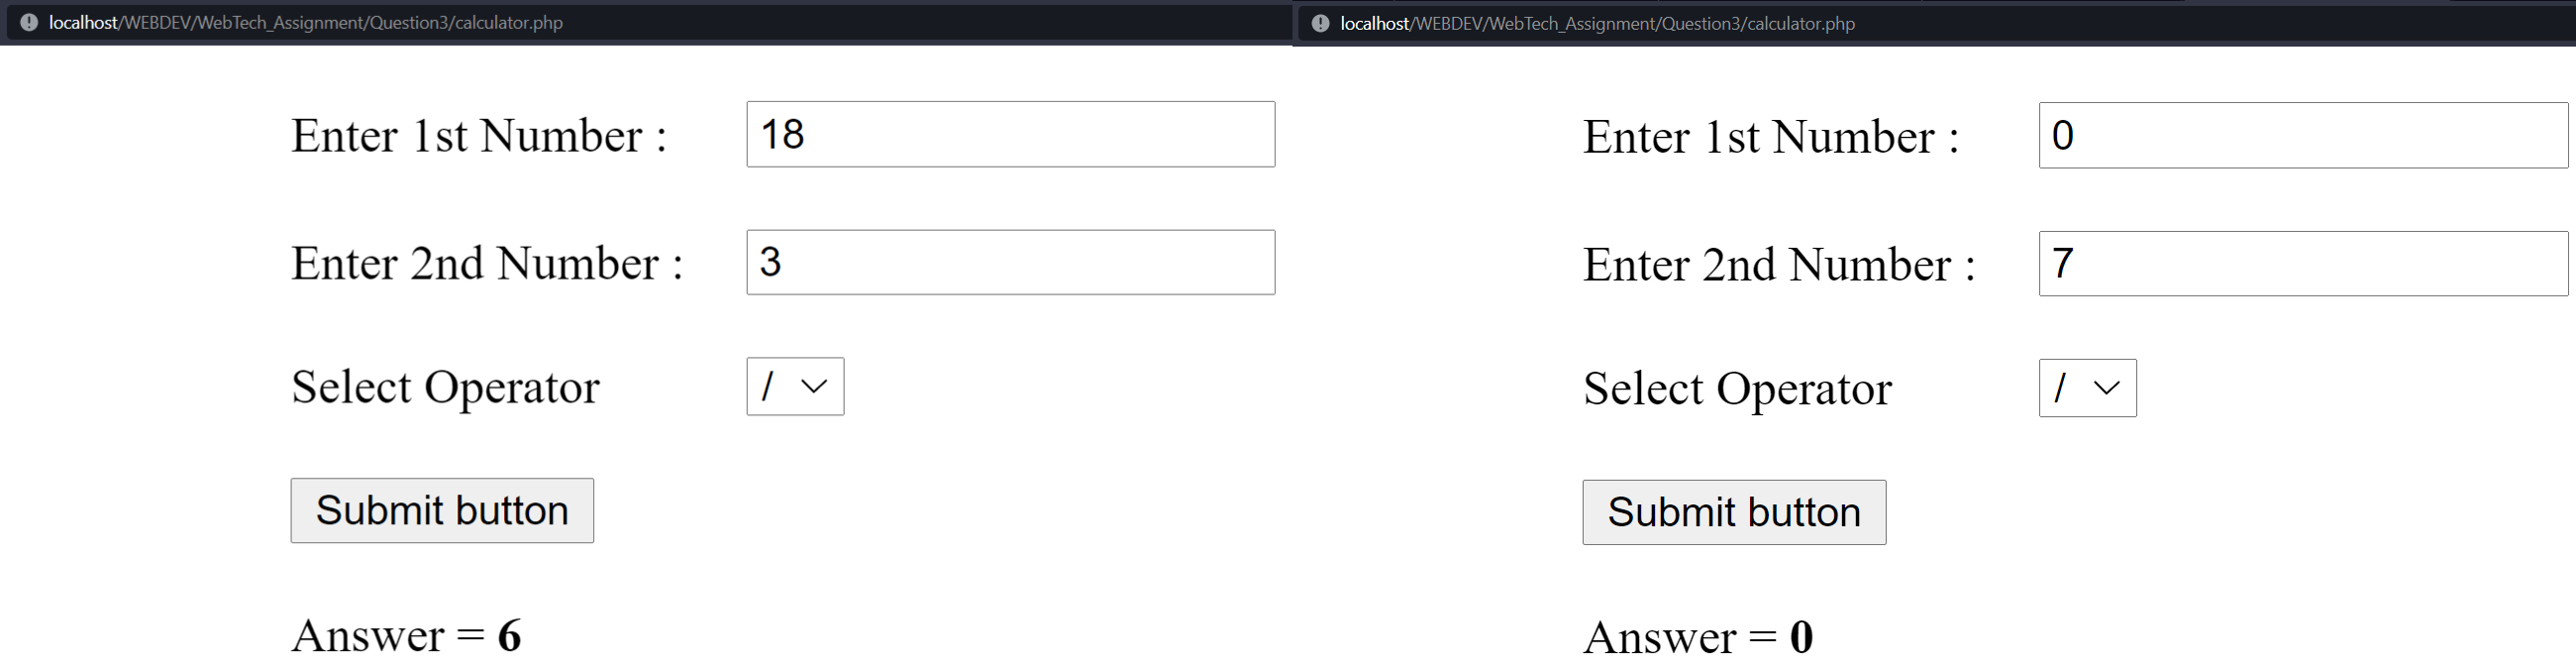 localhost/WEBDEV/WebTech_Assignment/Question3/calculator.php
Enter 1st Number : 18
Enter 2nd Number : 3
Select Operator /
Submit button
Answer = 6
localhost/WEBDEV/WebTech_Assignment/Question3/calculator.php
Enter 1st Number : 0
Enter 2nd Number : 7
Select Operator /
Submit button
Answer = 0